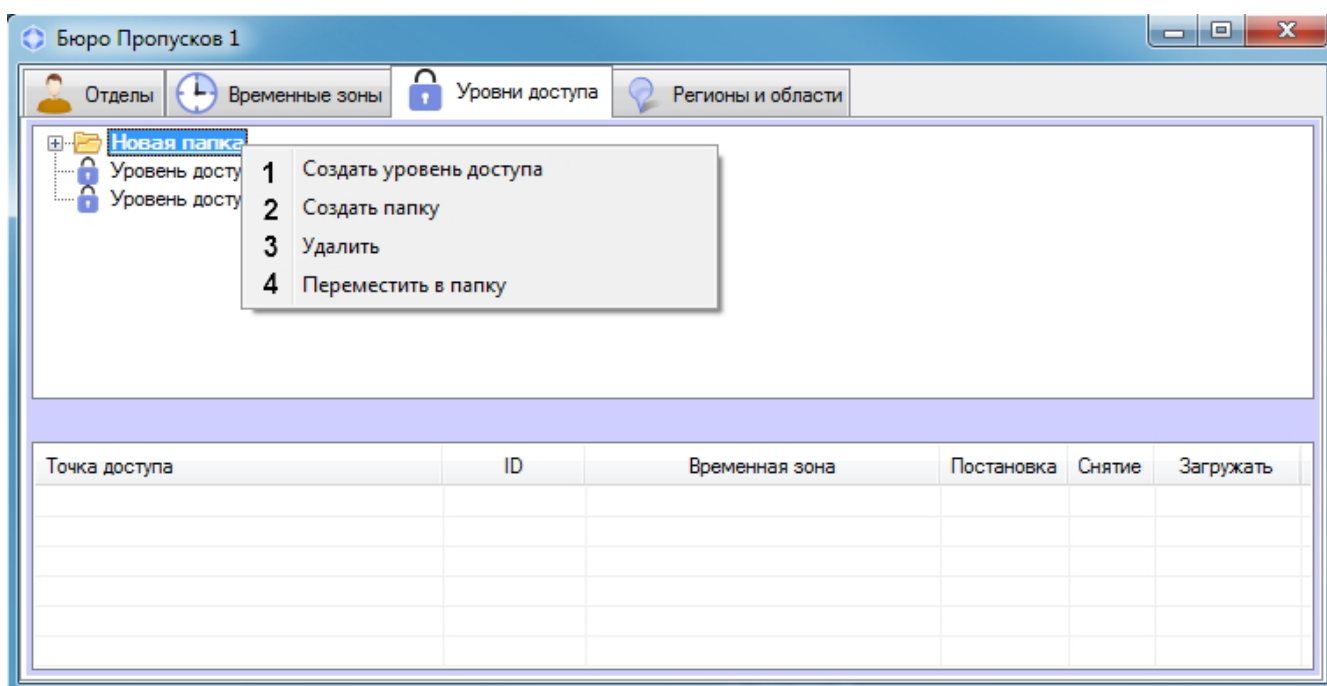 Бюро Пропусков 1
Отделы Временные зоны Уровни доступа Регионы и области
Новая папка
Уровень досту
Уровень досту
1 Создать уровень доступа
2 Создать папку
3 Удалить
4 Переместить в папку
Точка доступа ID Временная зона Постановка Снятие Загружать